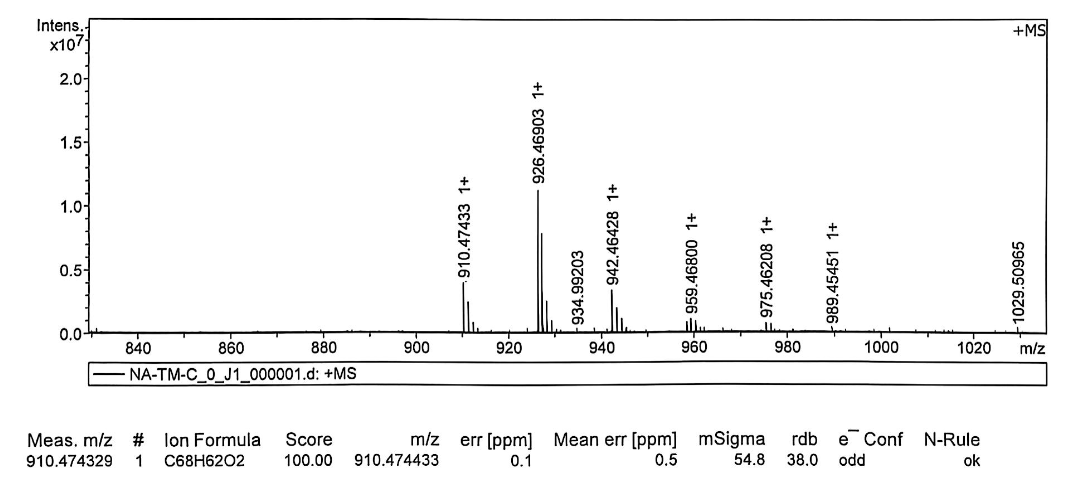 Intens.
x10⁷
+MS
2.0
1.5
1.0
0.5
0.0
910.47433 1+
926.46903 1+
934.99203
942.46428 1+
959.46800 1+
975.46208 1+
989.45451 1+
1029.50965
840 860 880 900 920 940 960 980 1000 1020 m/z
NA-TM-C_0_J1_000001.d: +MS
Meas. m/z # Ion Formula Score m/z err [ppm] Mean err [ppm] mSigma rdb e⁻ Conf N-Rule
910.474329 1 C68H62O2 100.00 910.474433 0.1 0.5 54.8 38.0 odd ok